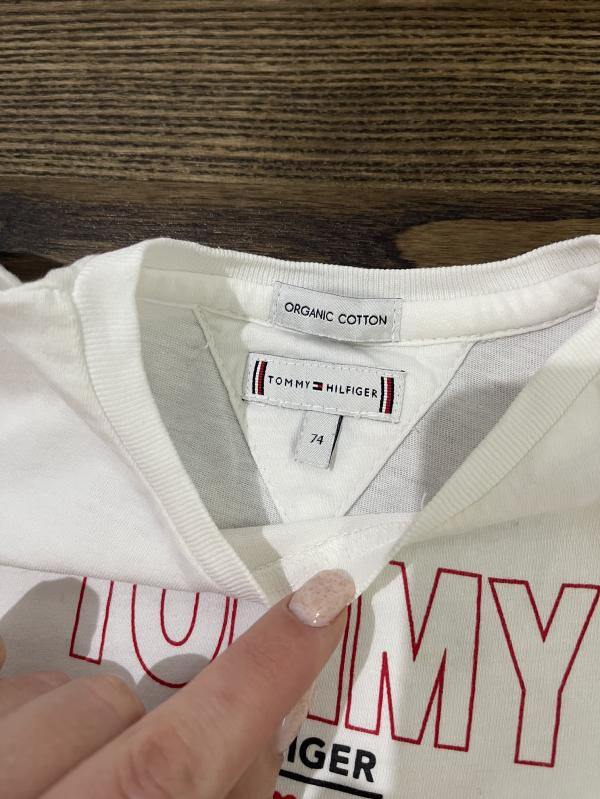 ORGANIC COTTON
TOMMY HILFIGER
74
TOMMY
IGER